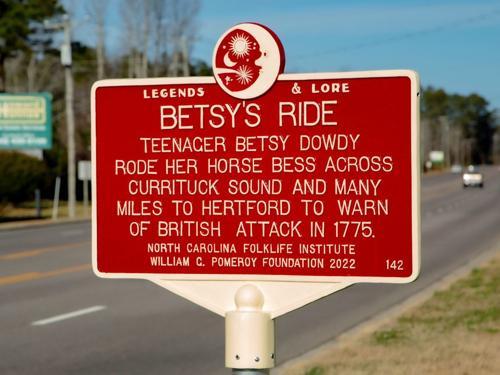 LEGENDS & LORE
BETSY'S RIDE
TEENAGER BETSY DOWDY
RODE HER HORSE BESS ACROSS
CURRITUCK SOUND AND MANY
MILES TO HERTFORD TO WARN
OF BRITISH ATTACK IN 1775.
NORTH CAROLINA FOLKLIFE INSTITUTE
WILLIAM G. POMEROY FOUNDATION 2022 142